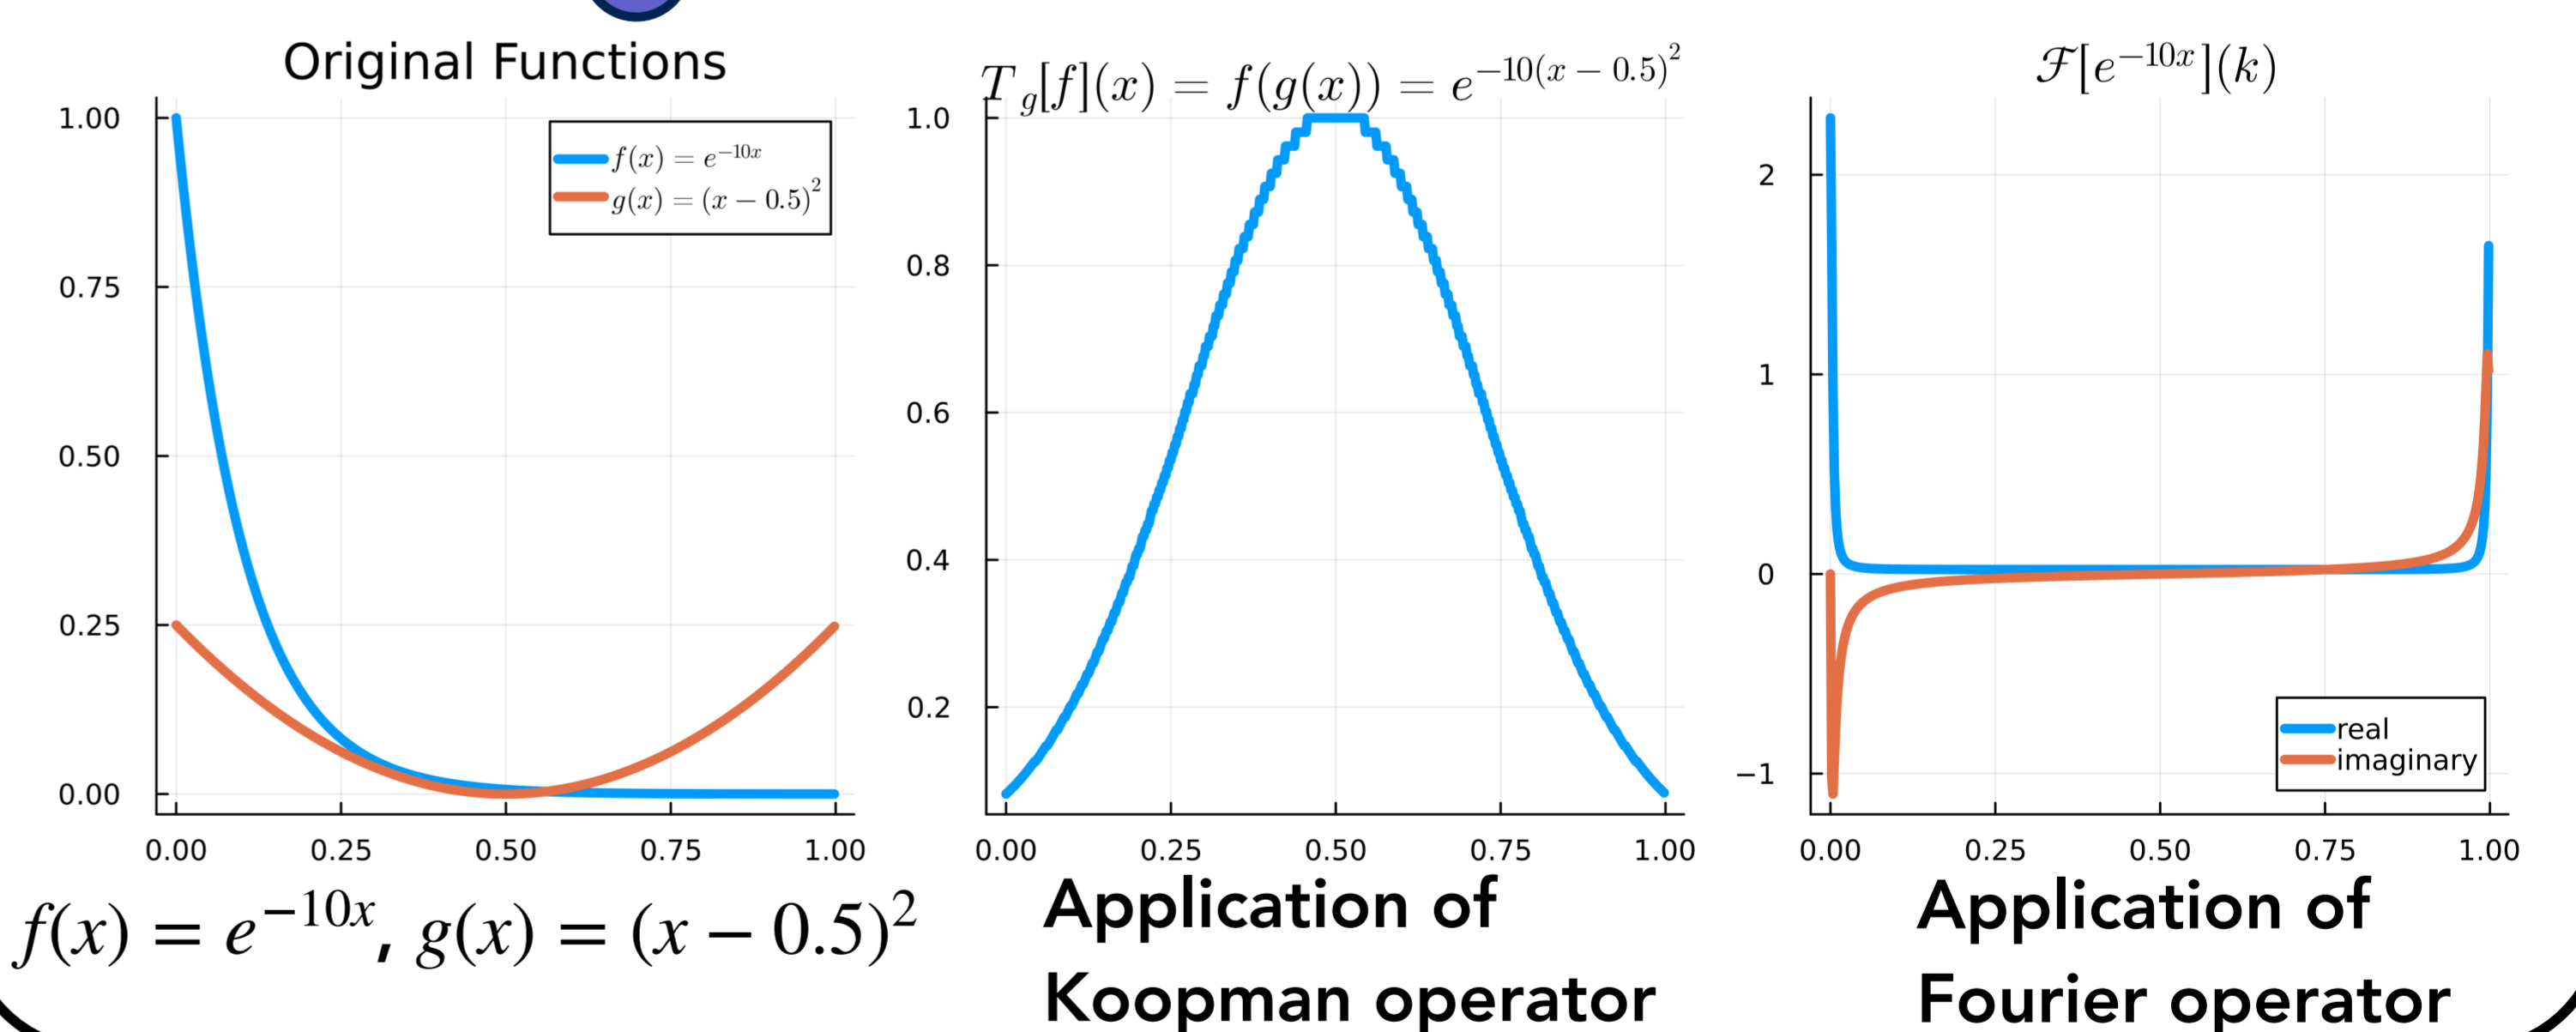 Original Functions
1.00
0.75
0.50
0.25
0.00
f(x) = e^{-10x}
g(x) = (x − 0.5)^2
0.00 0.25 0.50 0.75 1.00
f(x) = e^{−10x}, g(x) = (x − 0.5)^2
T_g[f](x) = f(g(x)) = e^{−10(x − 0.5)^2}
1.0
0.8
0.6
0.4
0.2
0.00 0.25 0.50 0.75 1.00
Application of
Koopman operator
ℱ[e^{−10x}](k)
2
1
0
−1
real
imaginary
0.00 0.25 0.50 0.75 1.00
Application of
Fourier operator